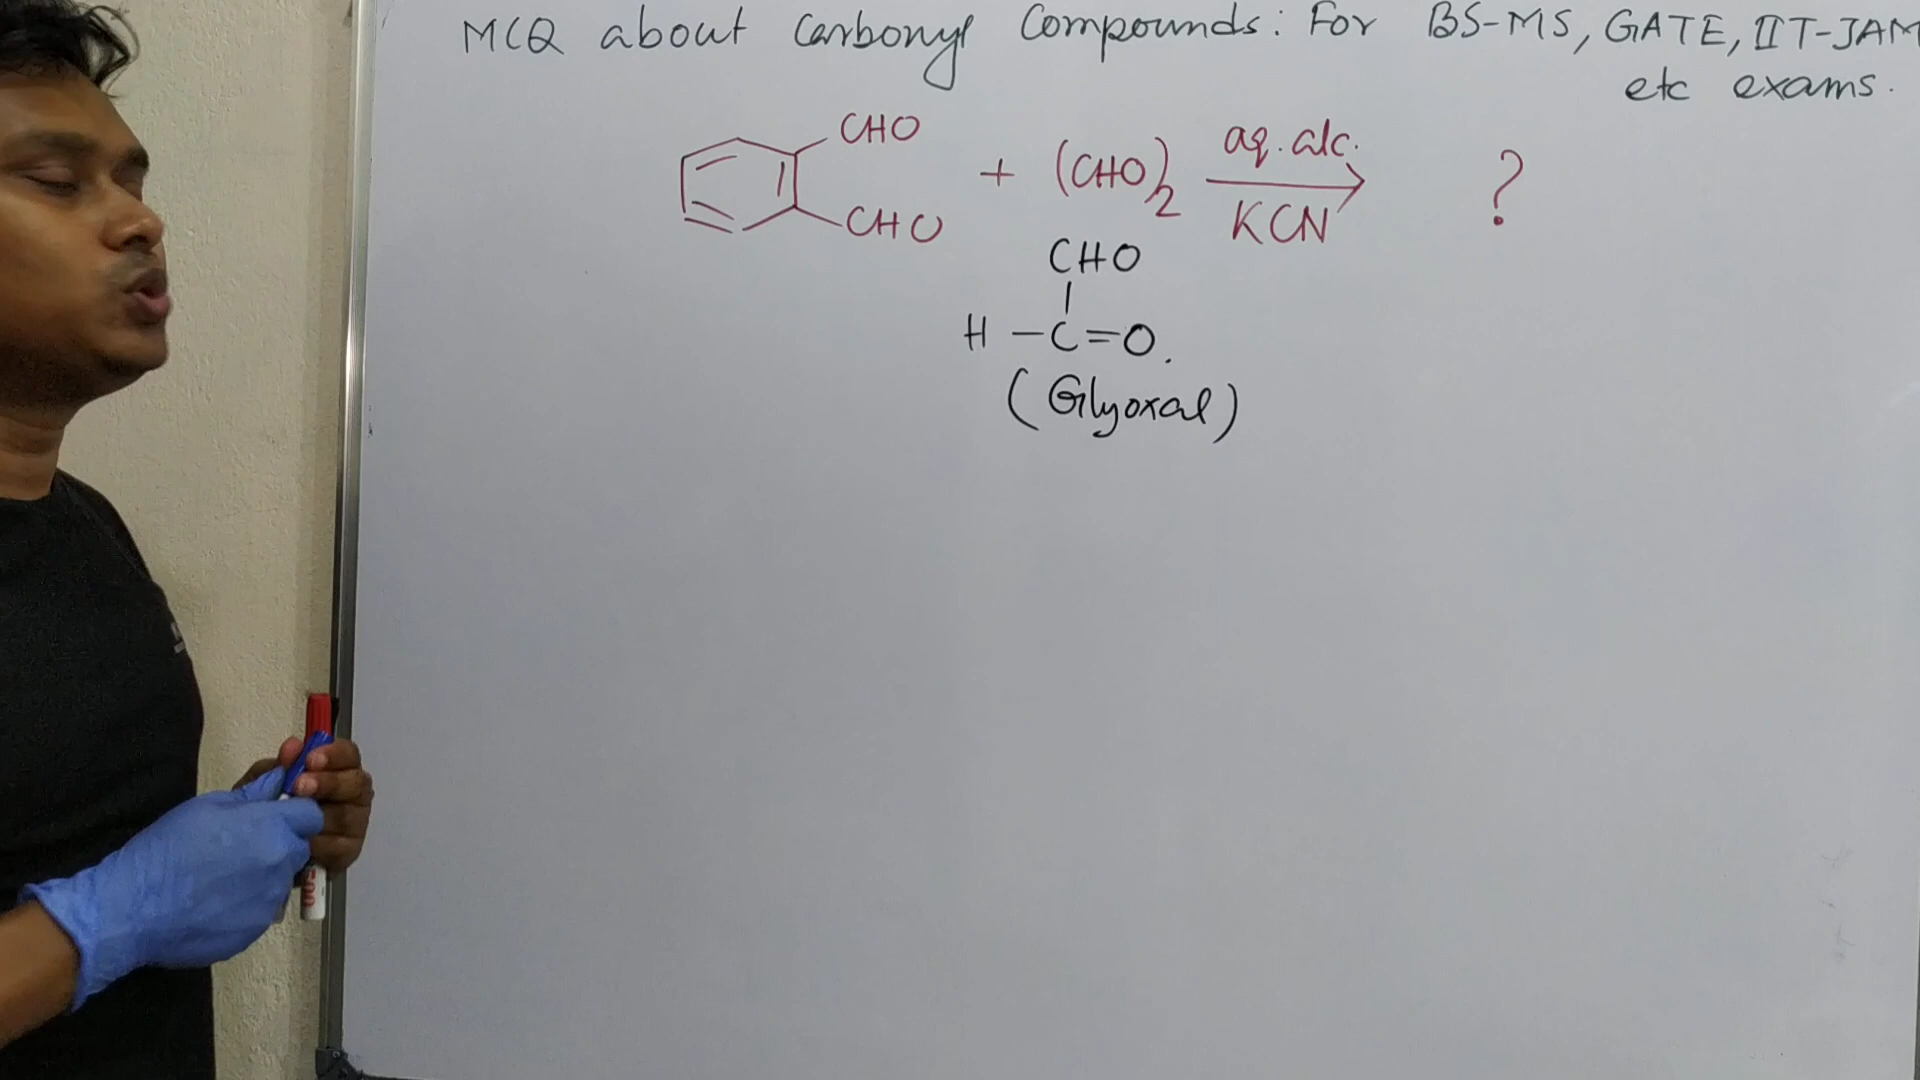 MCQ about Carbonyl Compounds: For BS-MS, GATE, IIT-JAM
etc exams.
CHO
CHO
+ (CHO)2
aq. alc.
KCN
?
CHO
H-C=O.
(Glyoxal)